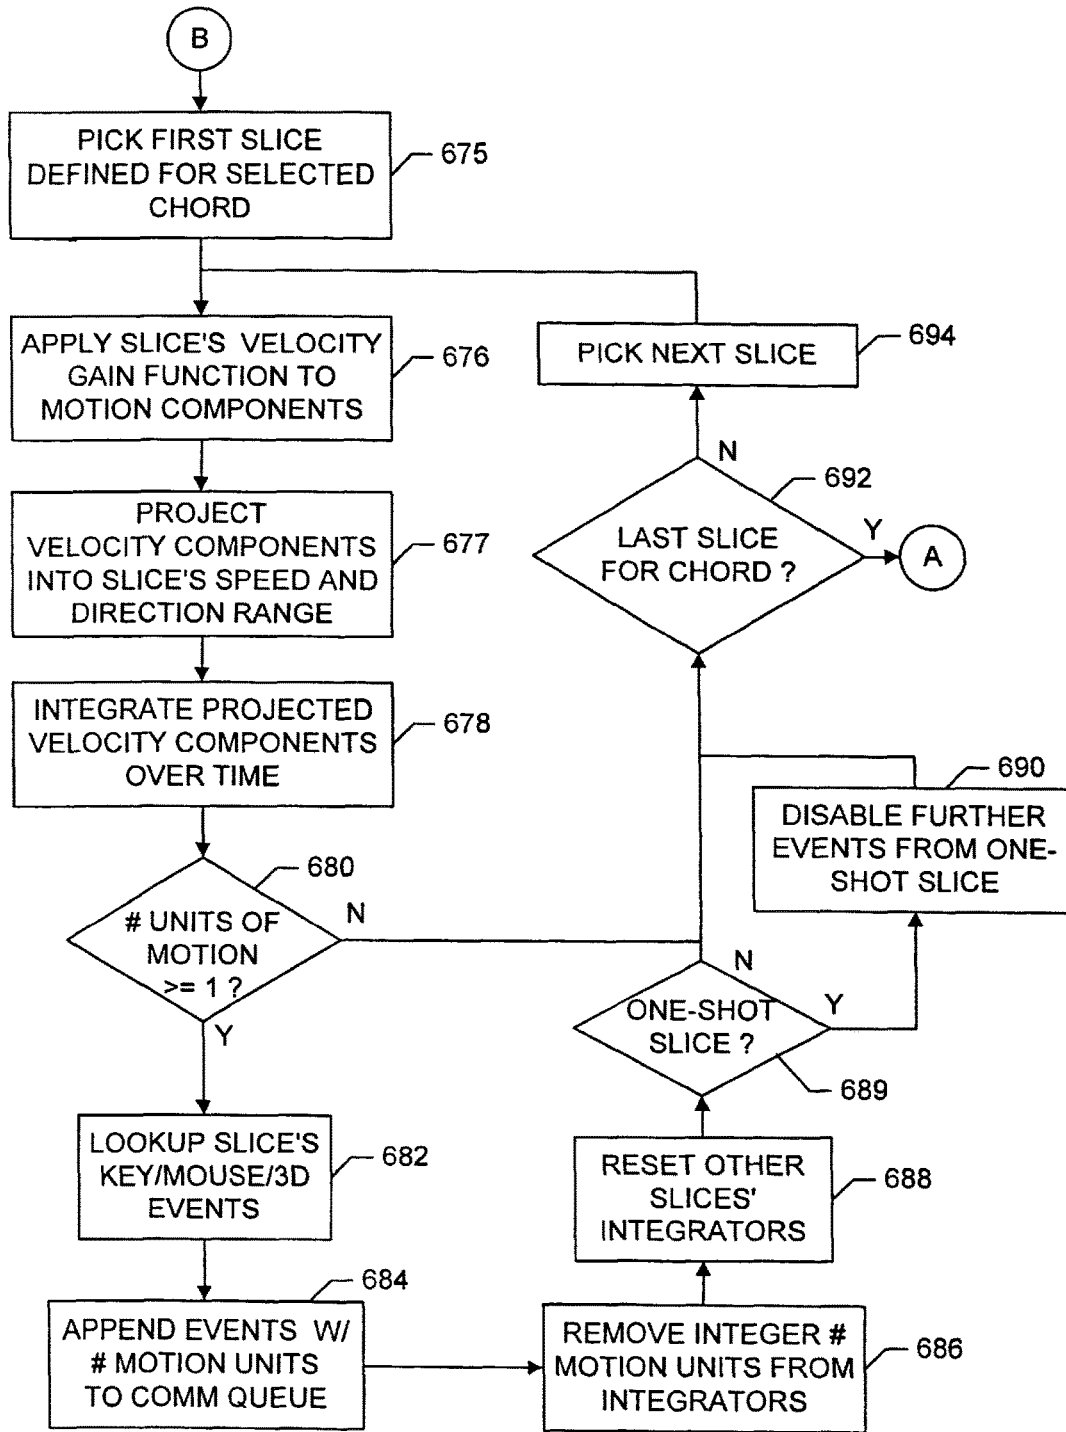 B
PICK FIRST SLICE
DEFINED FOR SELECTED
CHORD
675
APPLY SLICE'S VELOCITY
GAIN FUNCTION TO
MOTION COMPONENTS
676
PROJECT
VELOCITY COMPONENTS
INTO SLICE'S SPEED AND
DIRECTION RANGE
677
INTEGRATE PROJECTED
VELOCITY COMPONENTS
OVER TIME
678
# UNITS OF
MOTION
>= 1 ?
680
N
Y
LOOKUP SLICE'S
KEY/MOUSE/3D
EVENTS
682
APPEND EVENTS W/
# MOTION UNITS
TO COMM QUEUE
684
REMOVE INTEGER #
MOTION UNITS FROM
INTEGRATORS
686
RESET OTHER
SLICES'
INTEGRATORS
688
ONE-SHOT
SLICE ?
689
N
Y
DISABLE FURTHER
EVENTS FROM ONE-
SHOT SLICE
690
LAST SLICE
FOR CHORD ?
692
N
Y
A
PICK NEXT SLICE
694